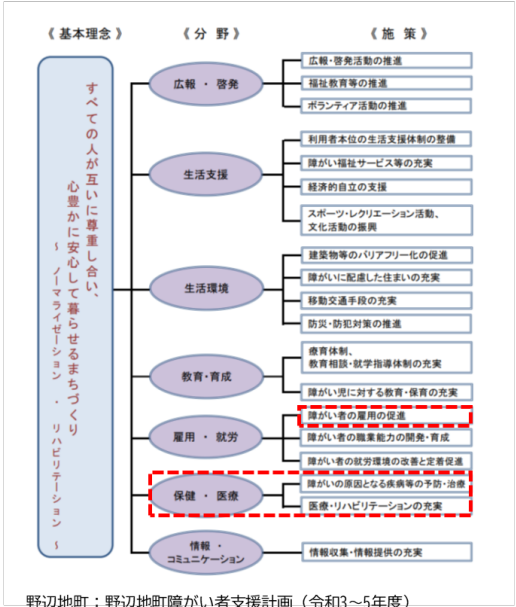 《 基本理念 》
《 分 野 》
《 施 策 》
すべての人が互いに尊重し合い、
心豊かに安心して暮らせるまちづくり
～ ノーマライゼーション ・ リハビリテーション ～
広報 ・ 啓発
広報・啓発活動の推進
福祉教育等の推進
ボランティア活動の推進
生活支援
利用者本位の生活支援体制の整備
障がい福祉サービス等の充実
経済的自立の支援
スポーツ・レクリエーション活動、
文化活動の振興
生活環境
建築物等のバリアフリー化の促進
障がいに配慮した住まいの充実
移動交通手段の充実
防災・防犯対策の推進
教育・育成
療育体制、
教育相談・就学指導体制の充実
障がい児に対する教育・保育の充実
雇用 ・ 就労
障がい者の雇用の促進
障がい者の職業能力の開発・育成
障がい者の就労環境の改善と定着促進
保健 ・ 医療
障がいの原因となる疾病等の予防・治療
医療・リハビリテーションの充実
情報・
コミュニケーション
情報収集・情報提供の充実
野辺地町：野辺地町障がい者支援計画（令和3～5年度）